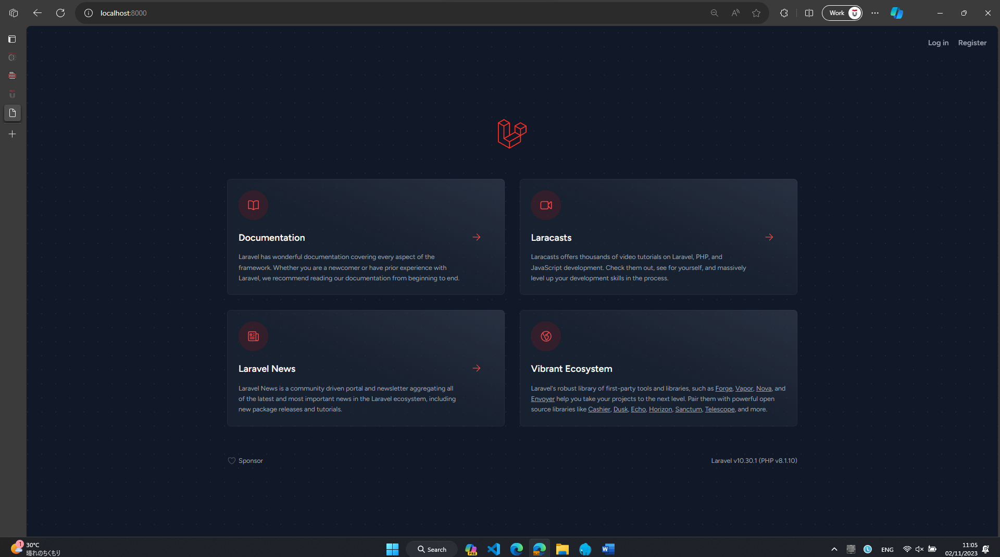 localhost:8000
Work
Log in Register
Documentation
Laravel has wonderful documentation covering every aspect of the
framework. Whether you are a newcomer or have prior experience with
Laravel, we recommend reading our documentation from beginning to end.
Laracasts
Laracasts offers thousands of video tutorials on Laravel, PHP, and
JavaScript development. Check them out, see for yourself, and massively
level up your development skills in the process.
Laravel News
Laravel News is a community driven portal and newsletter aggregating all
of the latest and most important news in the Laravel ecosystem, including
new package releases and tutorials.
Vibrant Ecosystem
Laravel's robust library of first-party tools and libraries, such as Forge, Vapor, Nova, and
Envoyer help you take your projects to the next level. Pair them with powerful open
source libraries like Cashier, Dusk, Echo, Horizon, Sanctum, Telescope, and more.
Sponsor
Laravel v10.30.1 (PHP v8.1.10)
1
30°C
晴れのちくもり
Search
PRE
ENG
11:05
02/11/2023